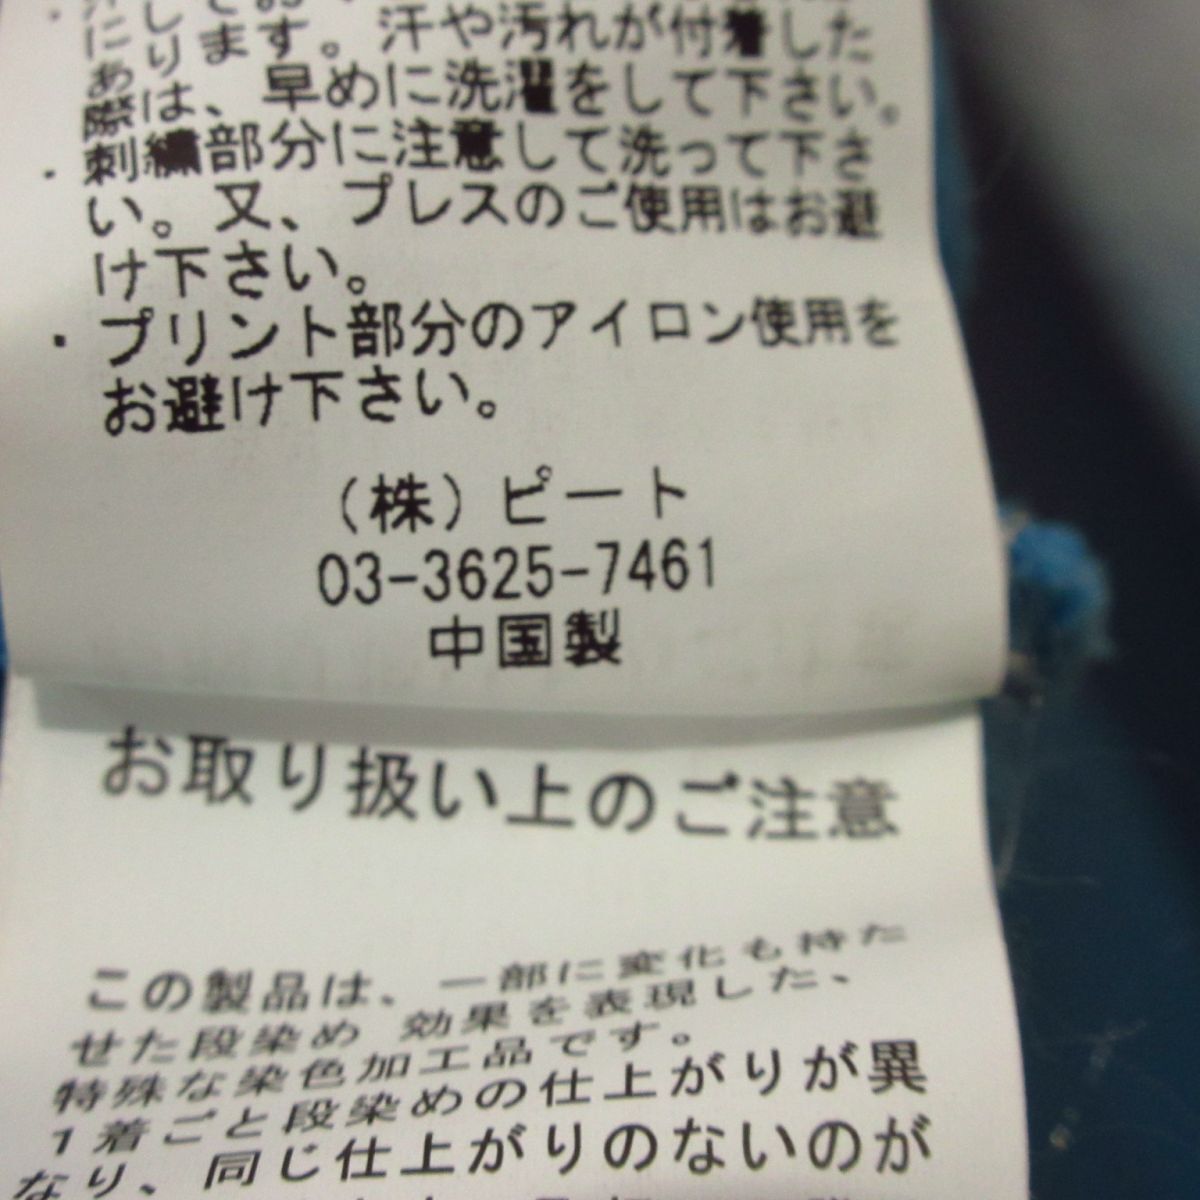 にします。汗や汚れが付着した
際は、早めに洗濯をして下さい。
・刺繍部分に注意して洗って下さ
い。又、プレスのご使用はお避
け下さい。
・プリント部分のアイロン使用を
お避け下さい。
(株)ピート
03-3625-7461
中国製
お取り扱い上のご注意
この製品は、一部に変化も持た
せた段染め 効果を表現した、
特殊な染色加工品です。
1着ごと段染めの仕上がりが異
なり、同じ仕上がりのないのが